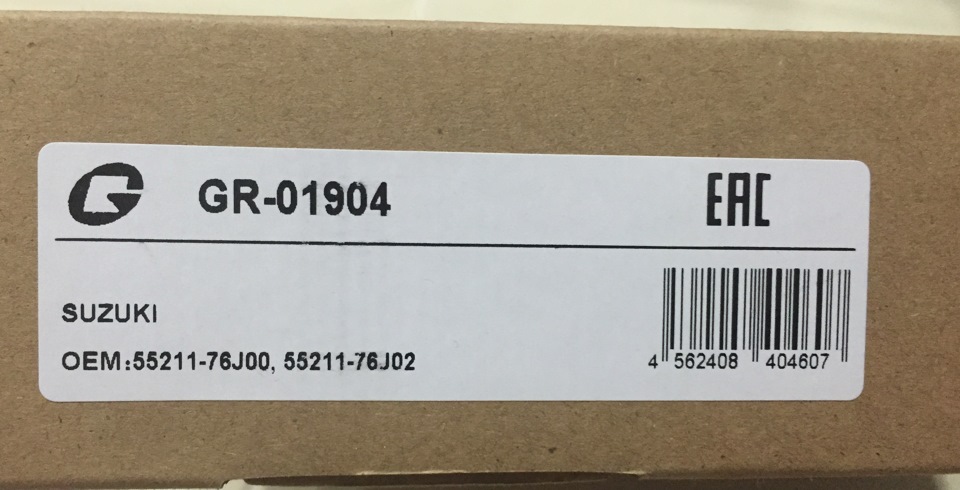 GR-01904
EAC
SUZUKI
OEM:55211-76J00, 55211-76J02
4 562408 404607